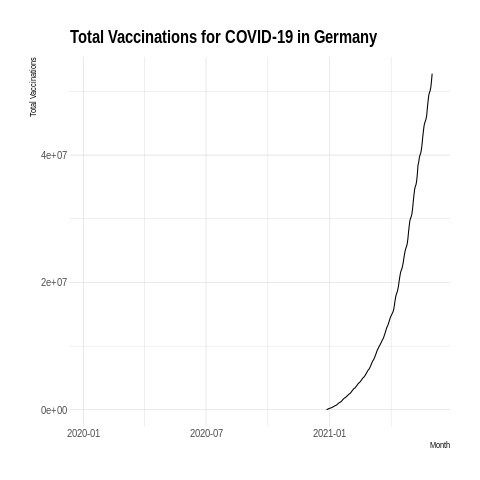 Total Vaccinations for COVID-19 in Germany
Total Vaccinations
4e+07
2e+07
0e+00
2020-01
2020-07
2021-01
Month